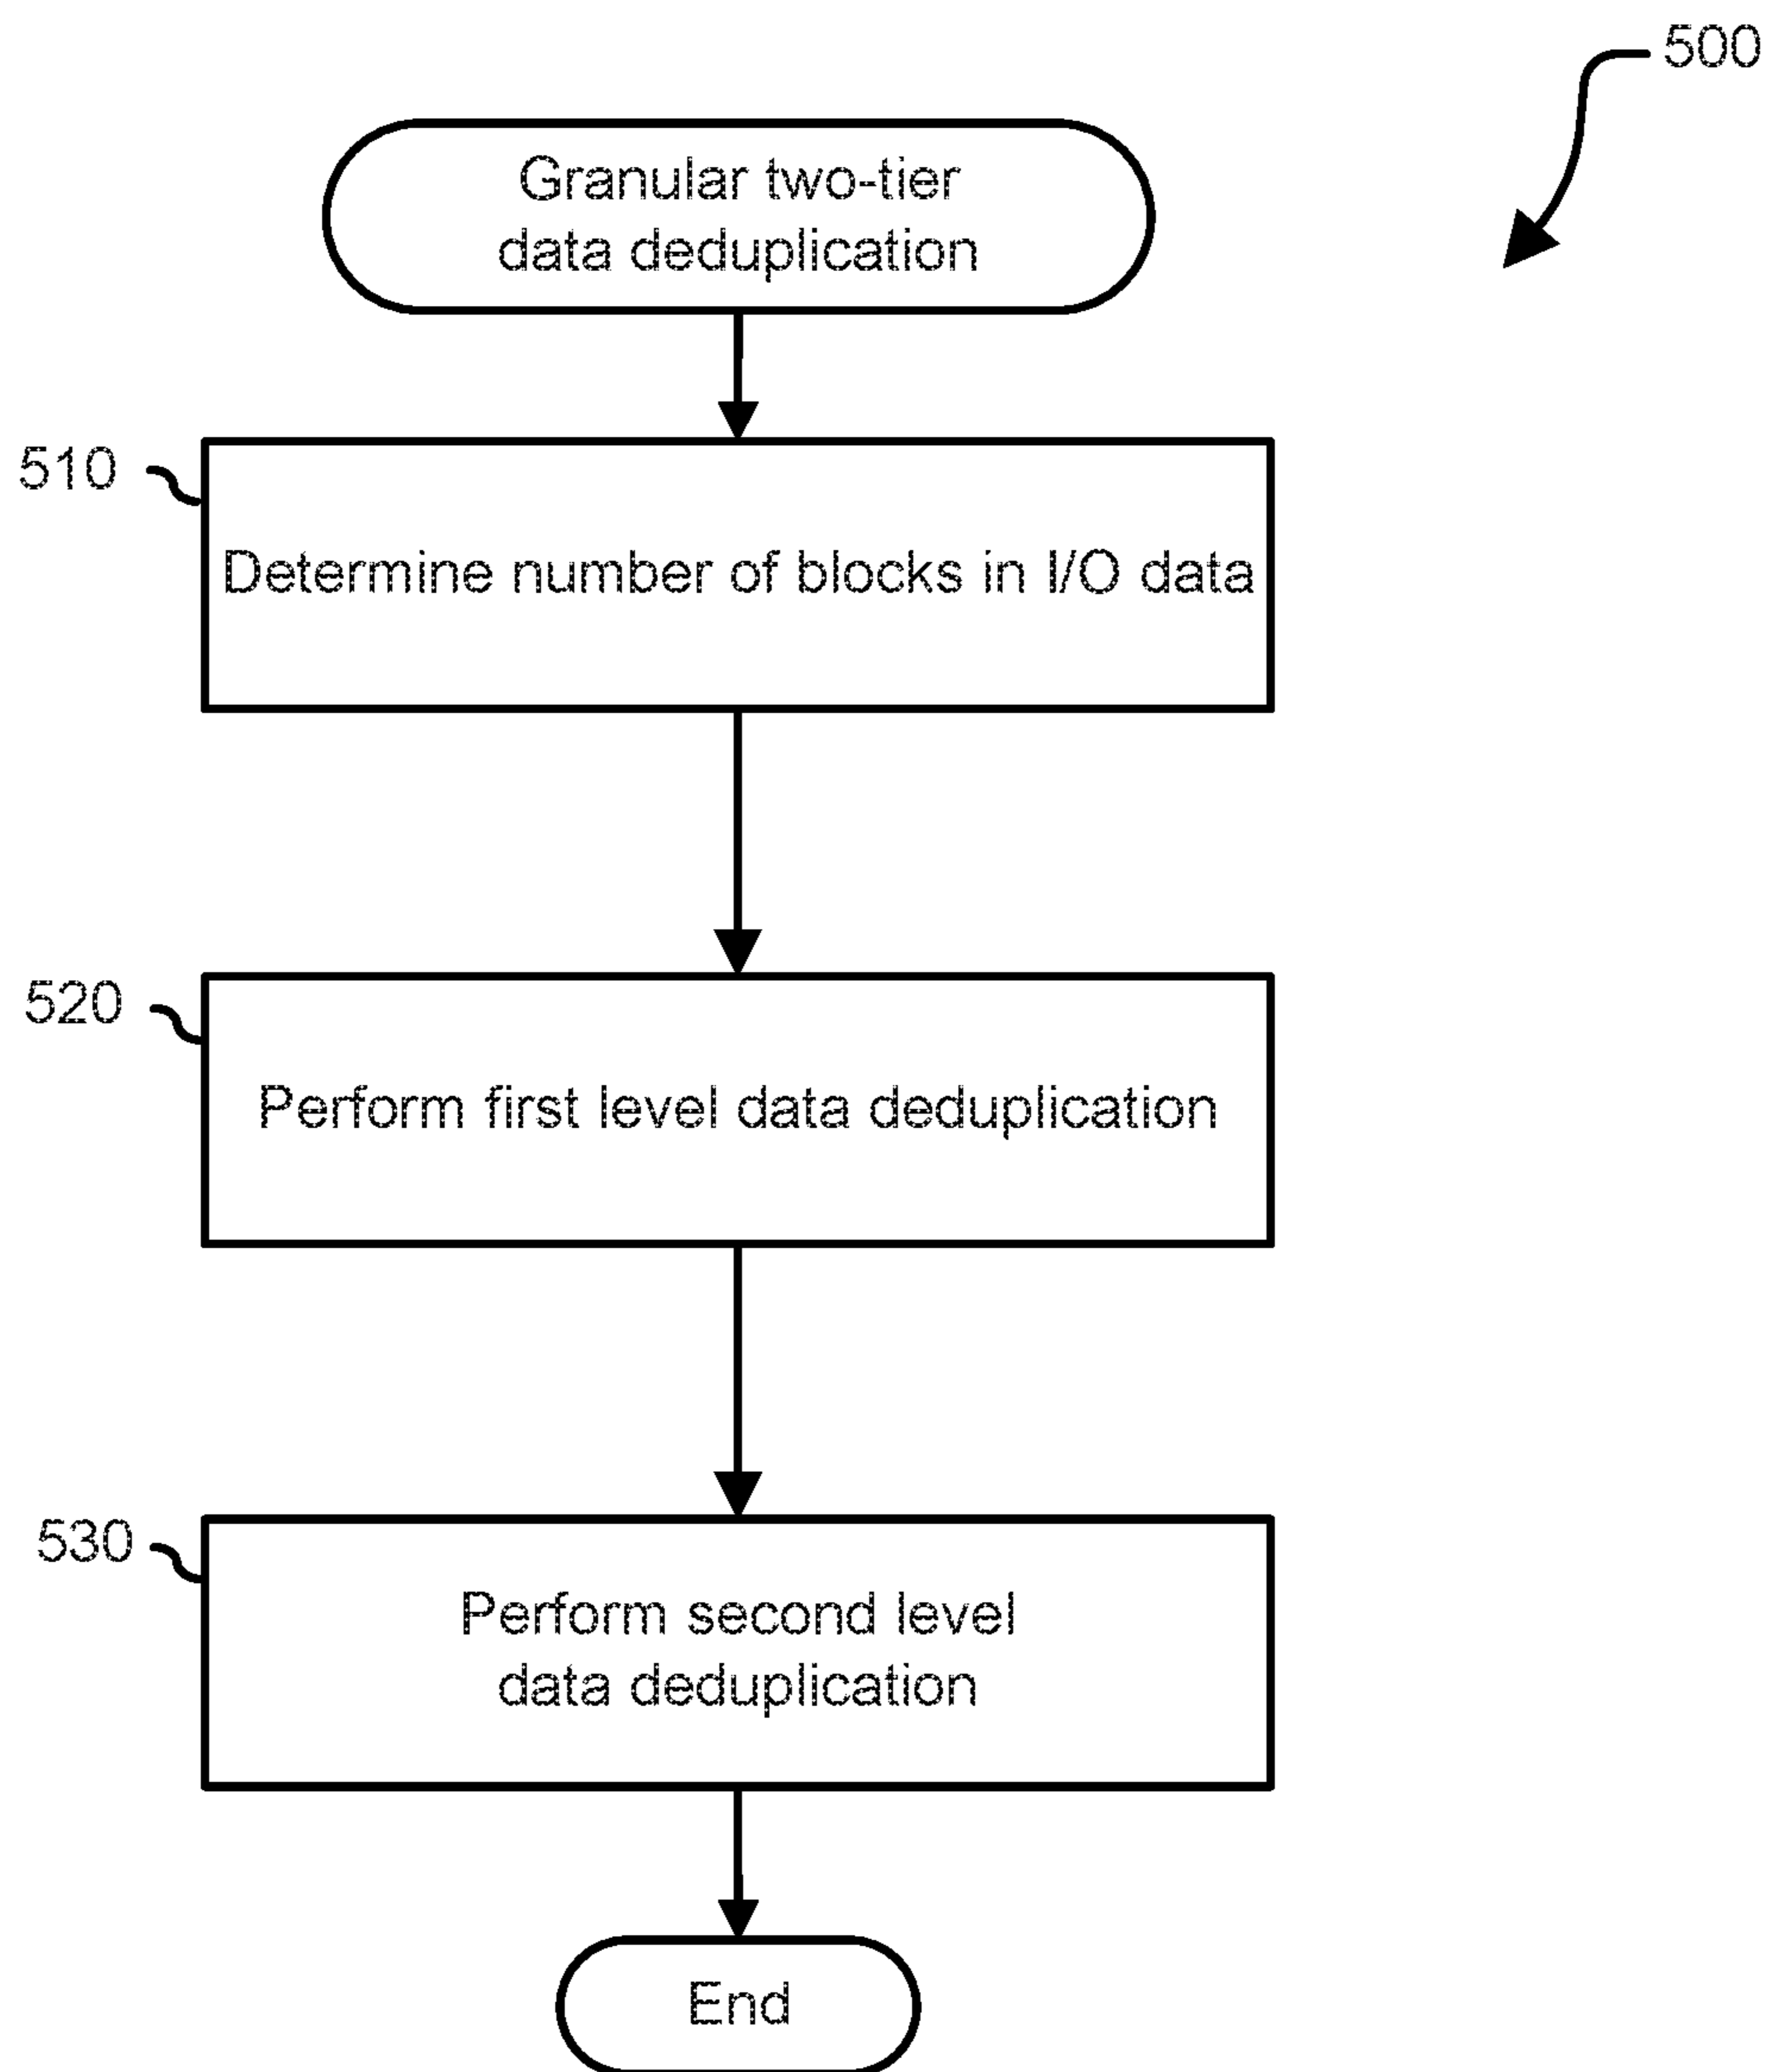 500
Granular two-tier
data deduplication
510
Determine number of blocks in I/O data
520
Perform first level data deduplication
530
Perform second level
data deduplication
End